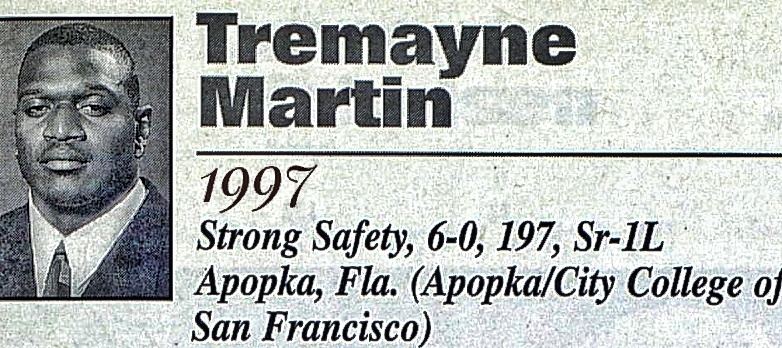 Tremayne
Martin
1997
Strong Safety, 6-0, 197, Sr-1L
Apopka, Fla. (Apopka/City College of
San Francisco)